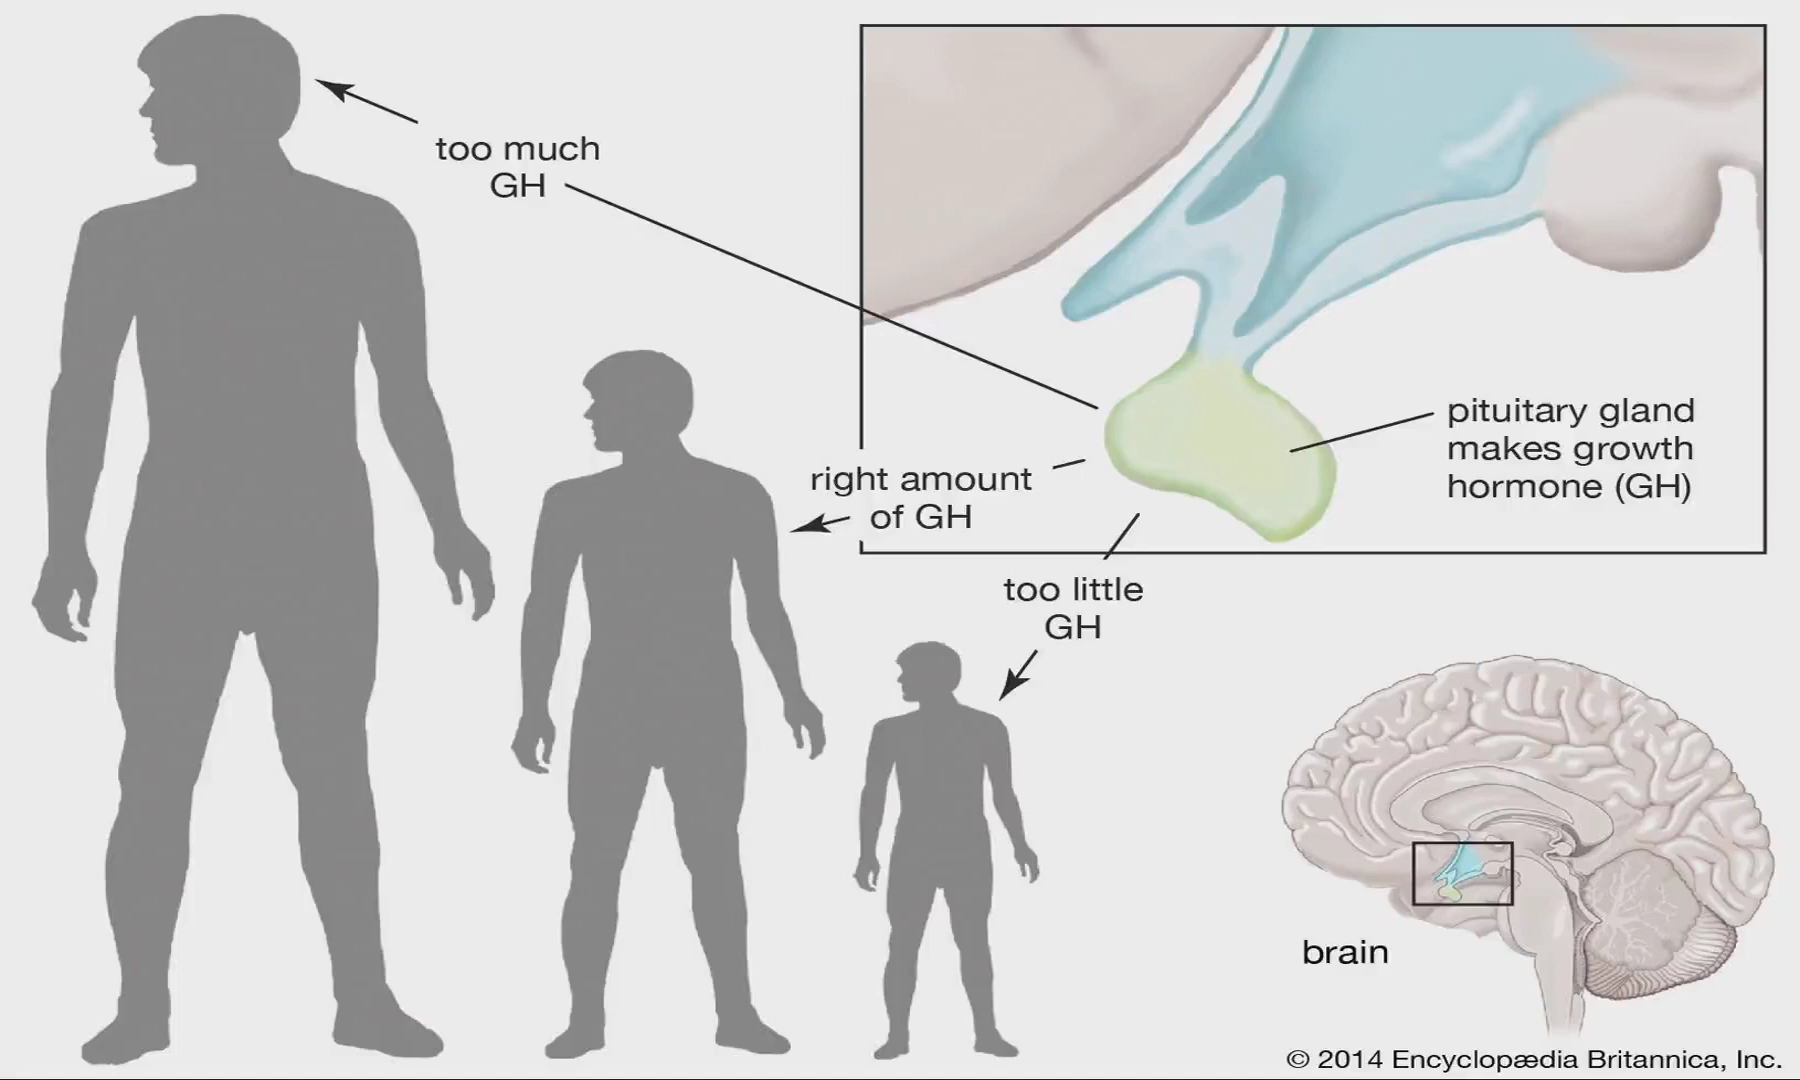 too much
GH
right amount
of GH
too little
GH
pituitary gland
makes growth
hormone (GH)
brain
© 2014 Encyclopædia Britannica, Inc.